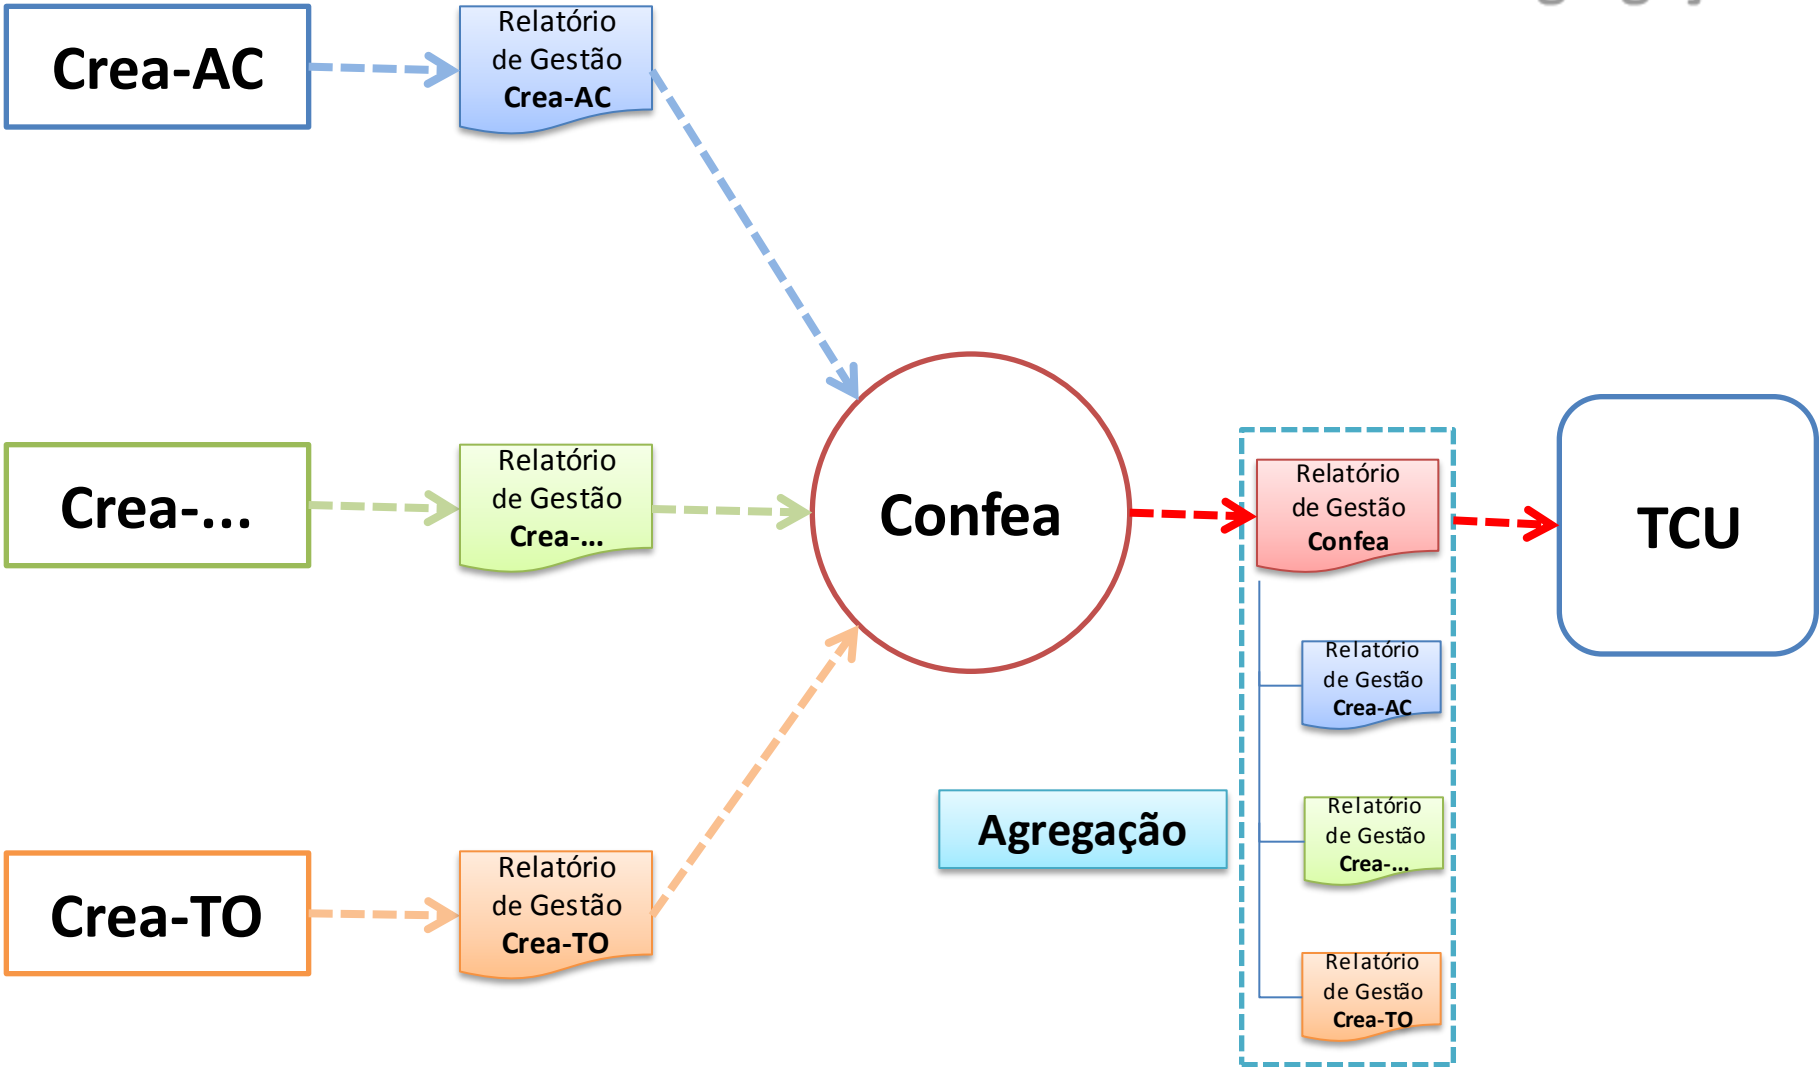 Crea-AC
Relatório
de Gestão
Crea-AC
Crea-...
Relatório
de Gestão
Crea-...
Crea-TO
Relatório
de Gestão
Crea-TO
Confea
Relatório
de Gestão
Confea
Relatório
de Gestão
Crea-AC
Relatório
de Gestão
Crea-...
Relatório
de Gestão
Crea-TO
Agregação
TCU